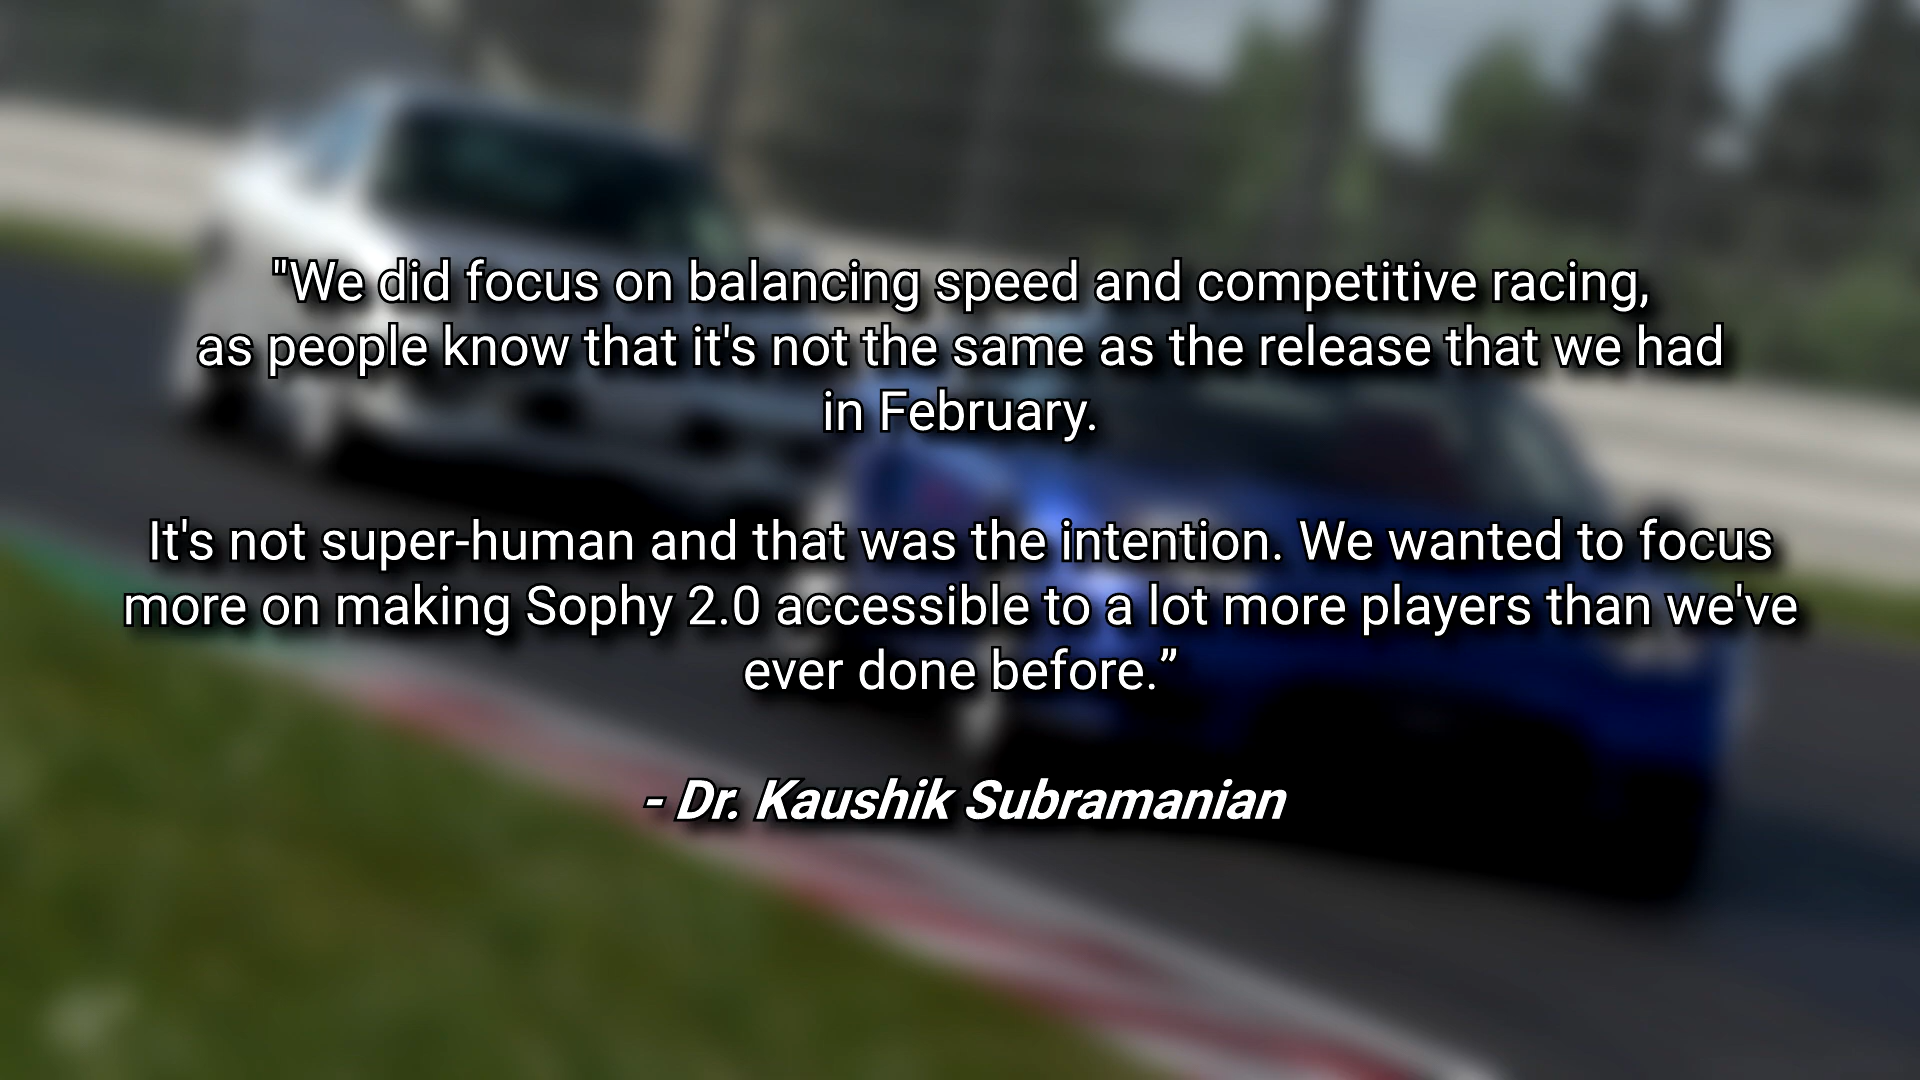 "We did focus on balancing speed and competitive racing,
as people know that it's not the same as the release that we had
in February.
It's not super-human and that was the intention. We wanted to focus
more on making Sophy 2.0 accessible to a lot more players than we've
ever done before.”
- Dr. Kaushik Subramanian